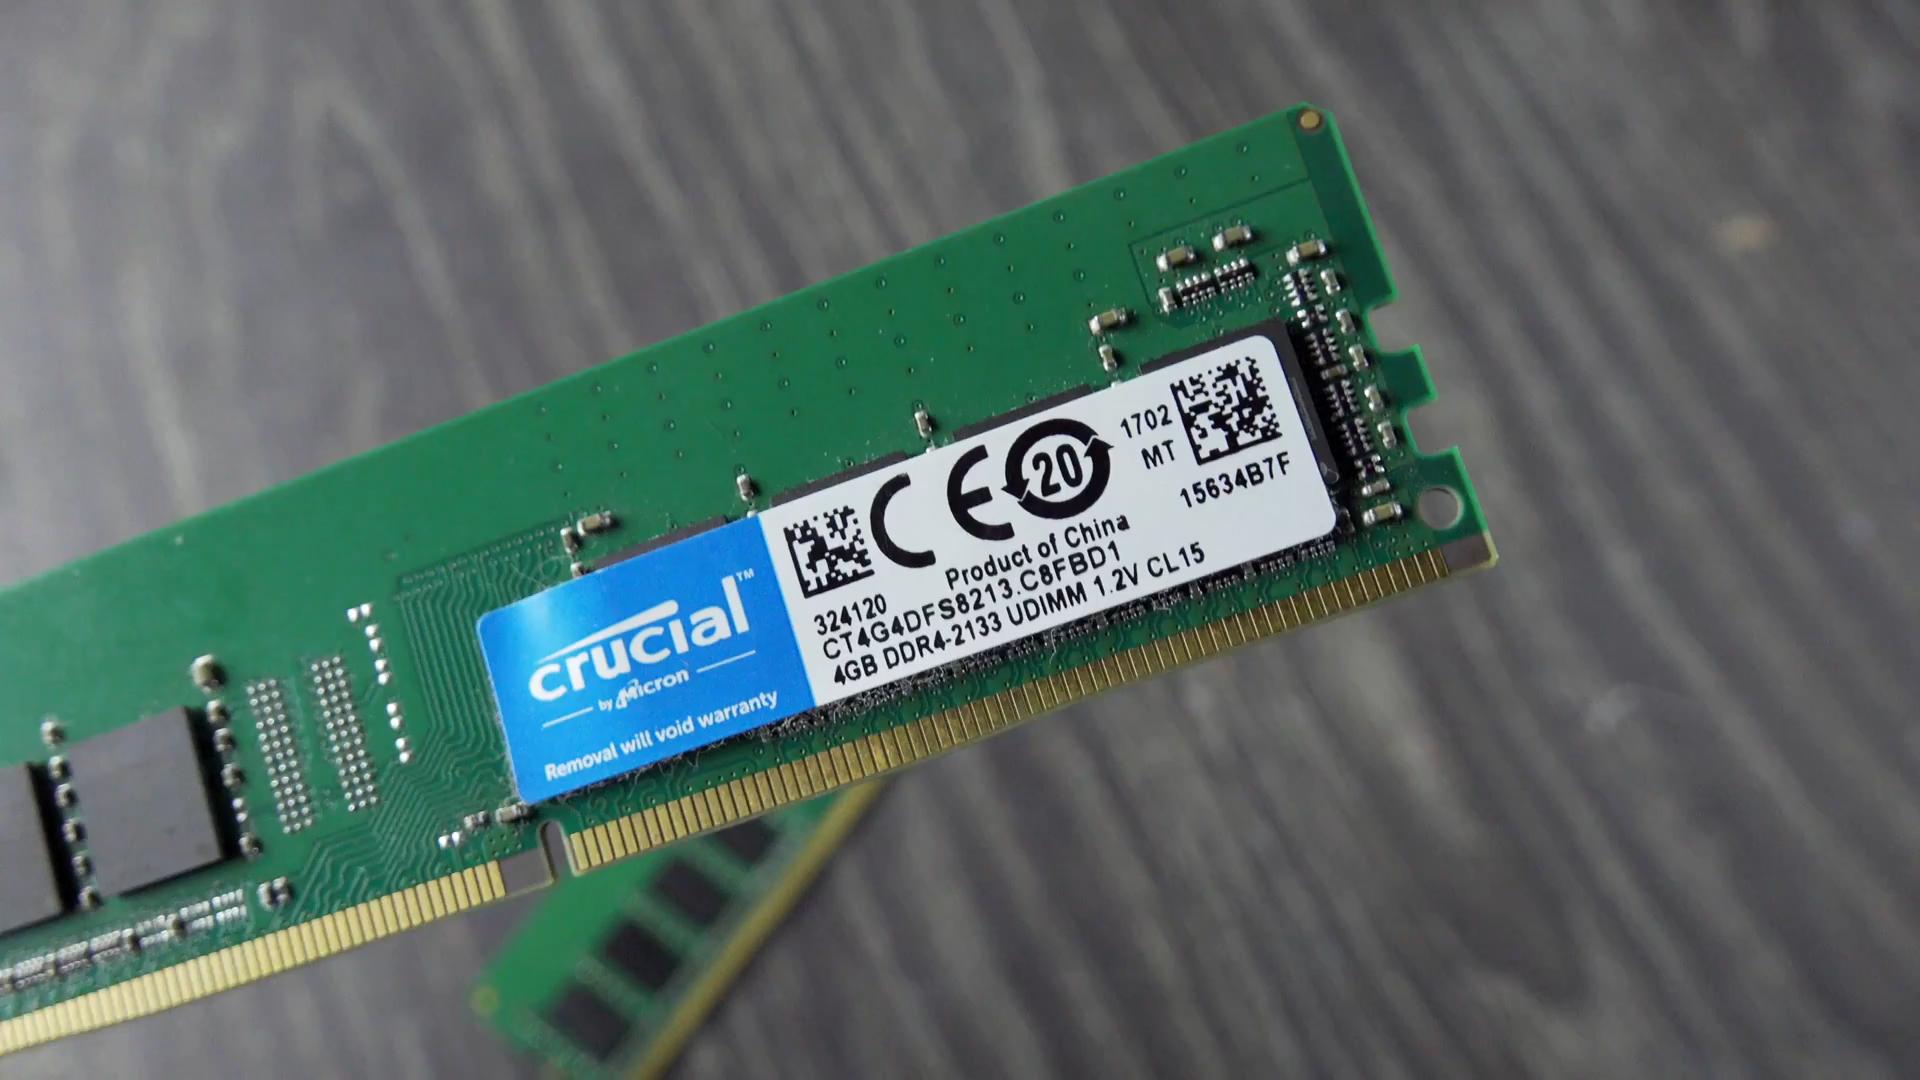 crucial™
by Micron
Removal will void warranty
CE
20
1702
MT
15634B7F
Product of China
324120
CT4G4DFS8213.C8FBD1
4GB DDR4-2133 UDIMM 1.2V CL15